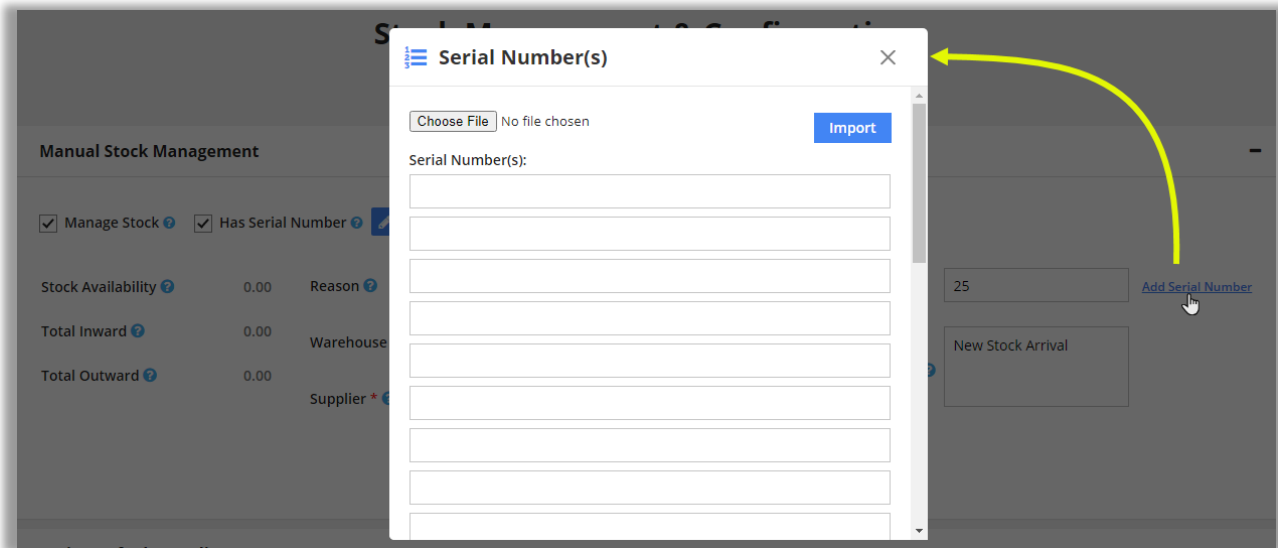 Serial Number(s)
Choose File No file chosen
Import
Serial Number(s):
Manual Stock Management
Manage Stock
Has Serial Number
Stock Availability 0.00
Reason
25
Add Serial Number
Total Inward 0.00
Warehouse
New Stock Arrival
Total Outward 0.00
Supplier *